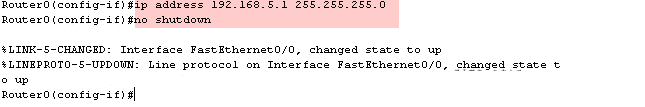 Router0(config-if)#ip address 192.168.5.1 255.255.255.0
Router0(config-if)#no shutdown
%LINK-5-CHANGED: Interface FastEthernet0/0, changed state to up
%LINEPROTO-5-UPDOWN: Line protocol on Interface FastEthernet0/0, changed state t
o up
Router0(config-if)#